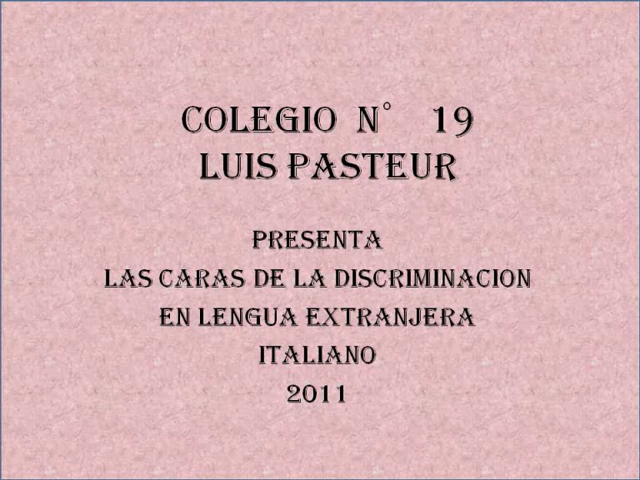 COLEGIO N° 19
LUIS PASTEUR
PRESENTA
LAS CARAS DE LA DISCRIMINACION
EN LENGUA EXTRANJERA
ITALIANO
2011